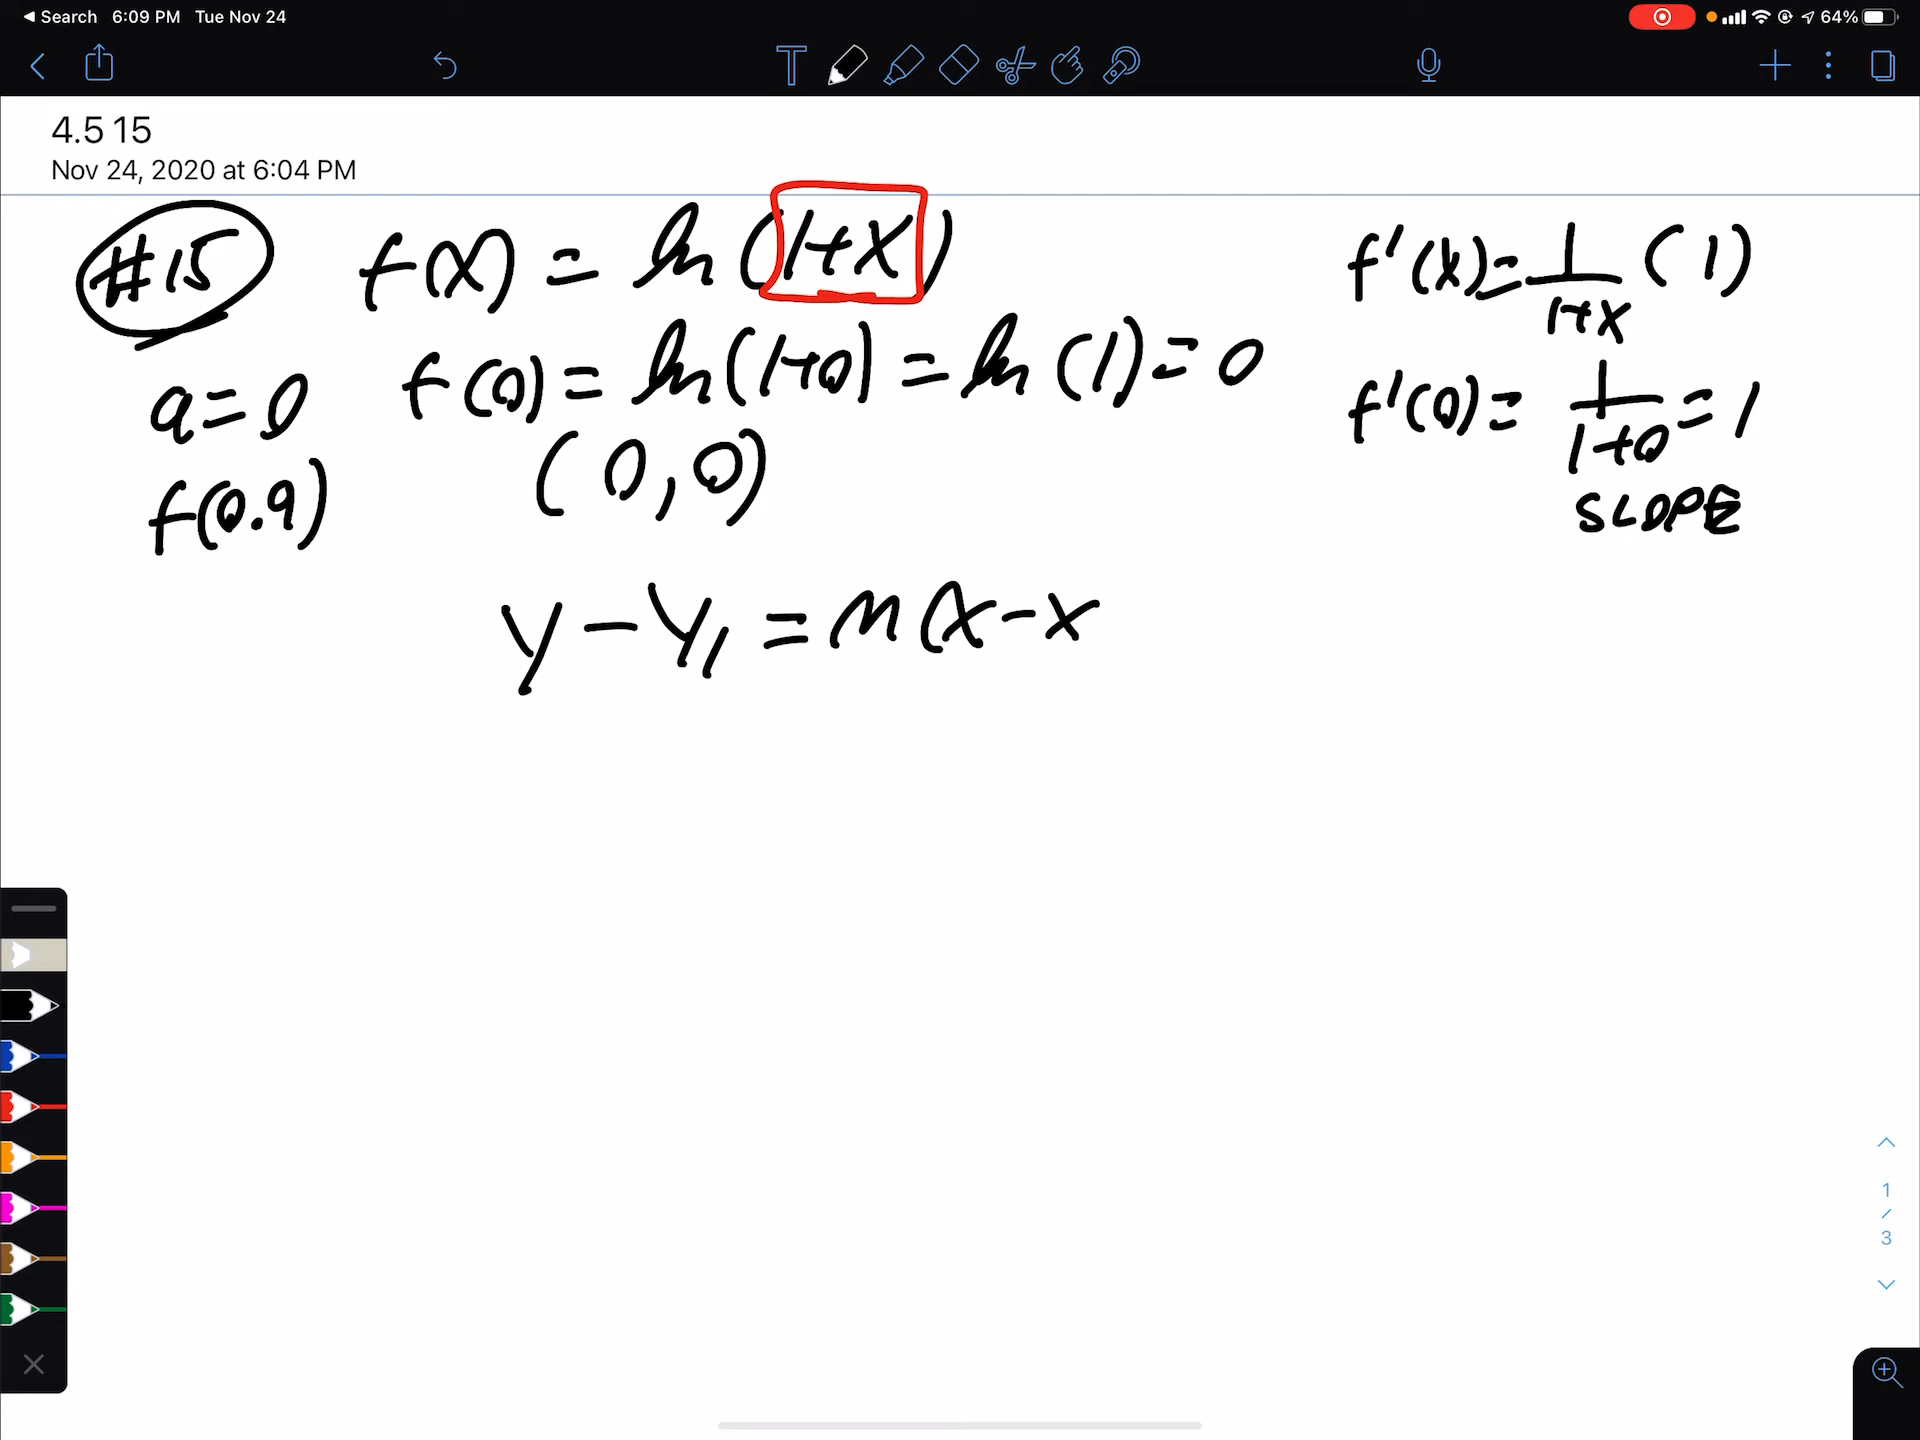 Search 6:09 PM Tue Nov 24 64%
T
4.5 15
Nov 24, 2020 at 6:04 PM
#15 f(x) = ln(1+x) f'(x)= 1/1+x (1)
a=0 f(0)= ln(1+0) = ln(1)=0 f'(0)= 1/1+0 =1
f(0.9) (0,0) SLOPE
y-y1 = m(x-x
1
/
3